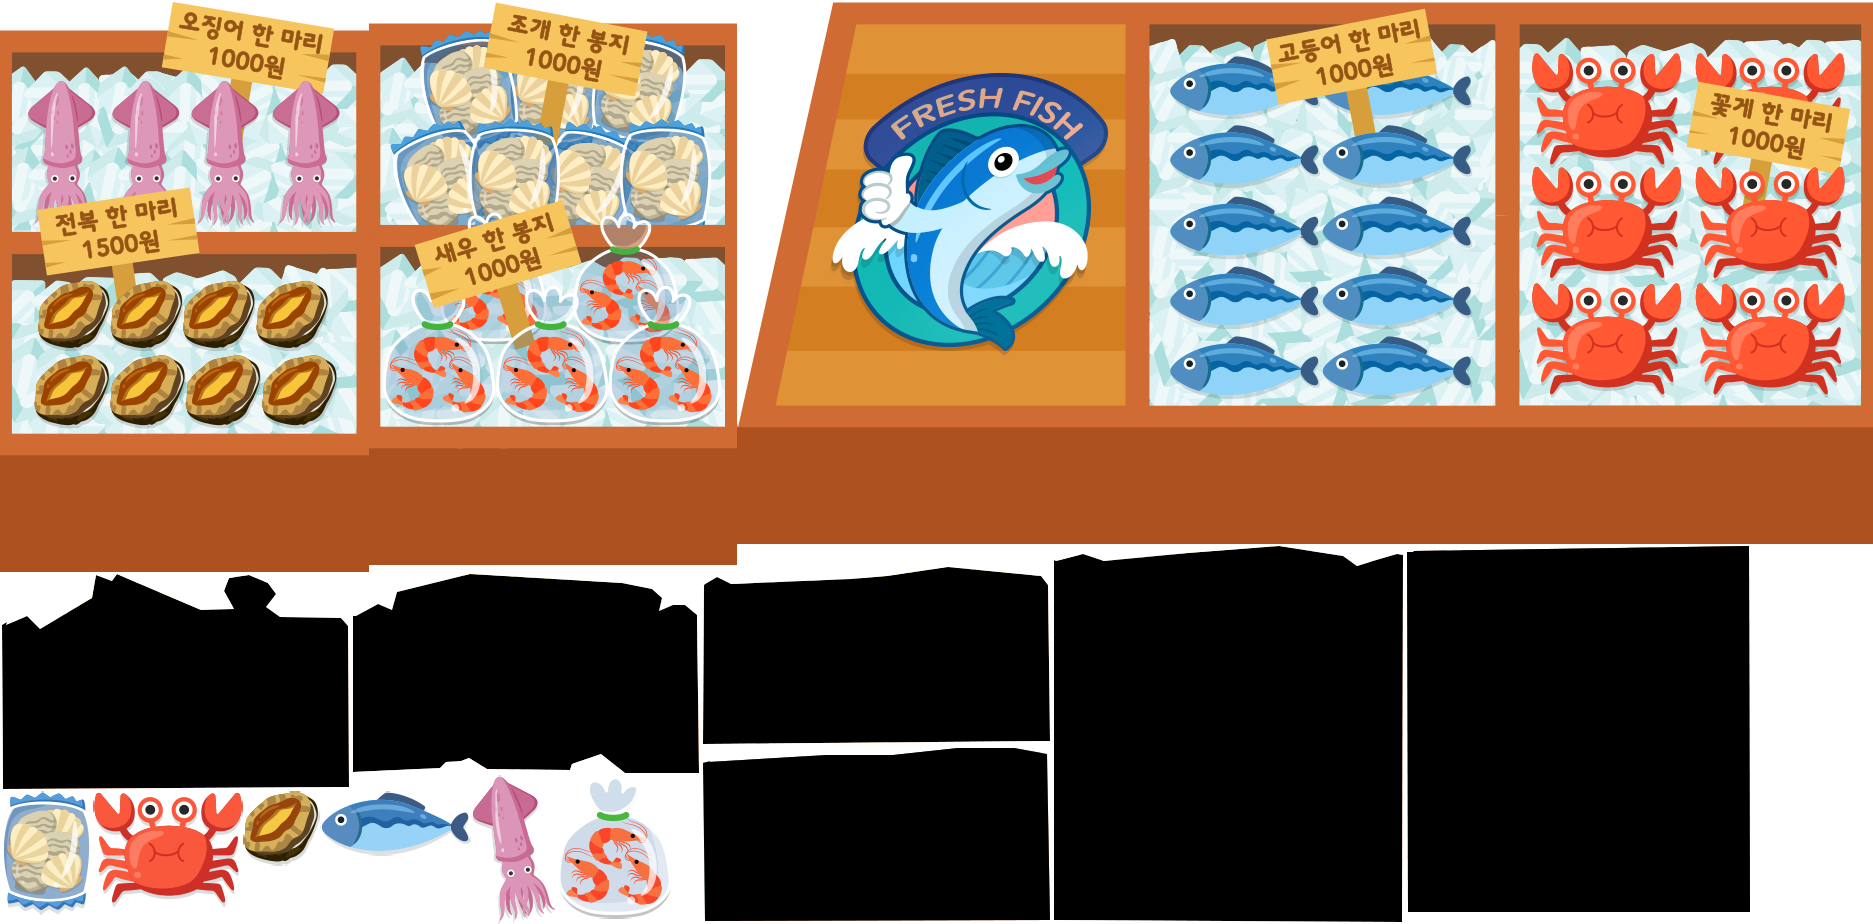 오징어 한 마리
1000원
조개 한 봉지
1000원
FRESH FISH
고등어 한 마리
1000원
꽃게 한 마리
1000원
전복 한 마리
1500원
새우 한 봉지
1000원